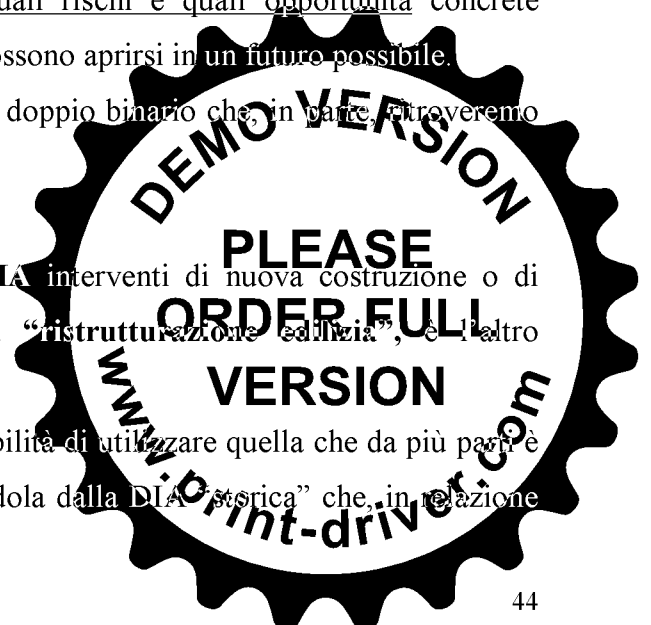 quali rischi e quali opportunità concrete
ossono aprirsi in un futuro possibile.
doppio binario che, in parte, ritroveremo
IA interventi di nuova costruzione o di
“ristrutturazione edilizia”, è l’altro
bilità di utilizzare quella che da più parti è
dola dalla DIA “storica” che, in relazione
44
DEMO VERSION
PLEASE
ORDER FULL
VERSION
www.print-driver.com